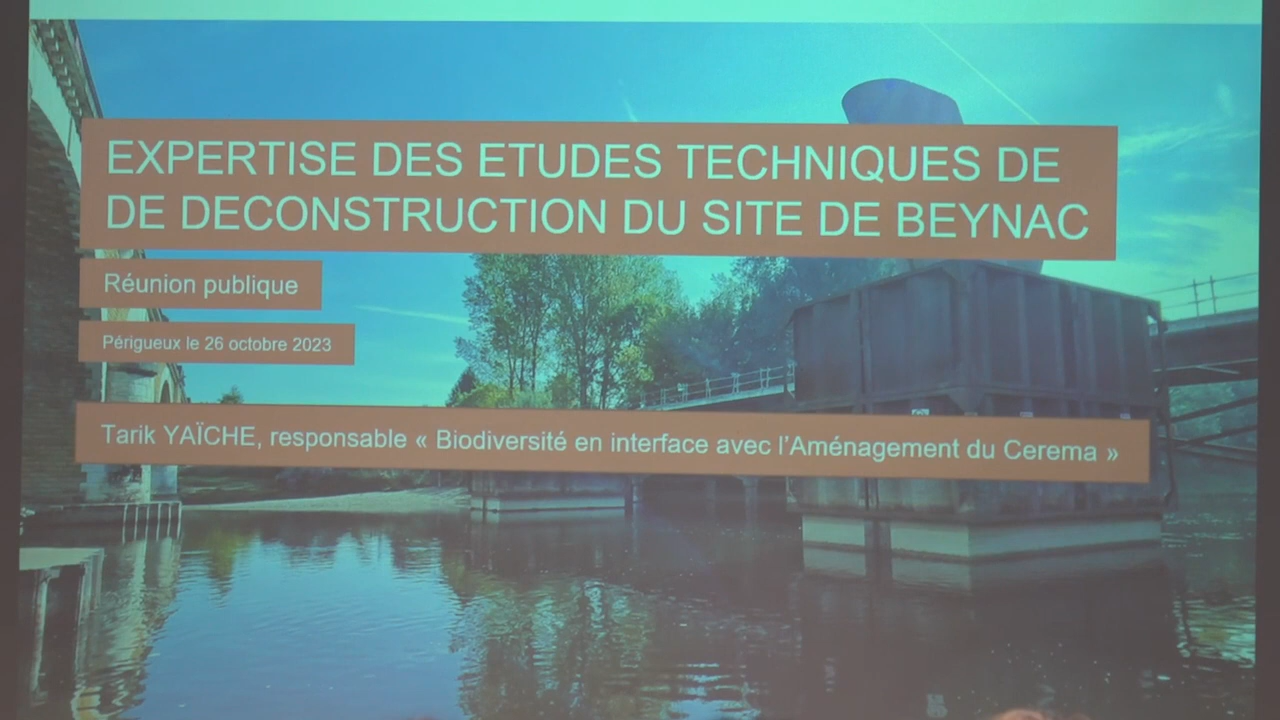 EXPERTISE DES ETUDES TECHNIQUES DE
DE DECONSTRUCTION DU SITE DE BEYNAC
Réunion publique
Périgueux le 26 octobre 2023
Tarik YAÏCHE, responsable « Biodiversité en interface avec l'Aménagement du Cerema »